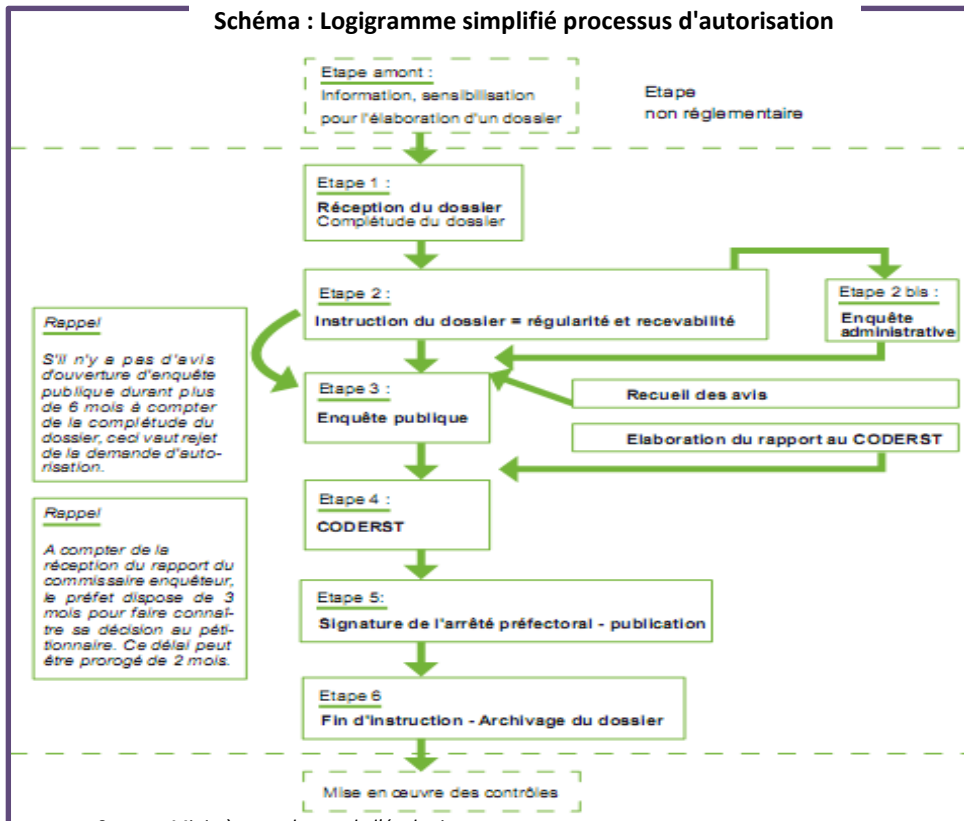 Schéma : Logigramme simplifié processus d'autorisation
Etape amont :
Information, sensibilisation
pour l'élaboration d'un dossier
Etape
non réglementaire
Etape 1 :
Réception du dossier
Complétude du dossier
Etape 2 :
Instruction du dossier = régularité et recevabilité
Etape 2 bis :
Enquête
administrative
Rappel
S'il n'y a pas d'avis
d'ouverture d'enquête
publique durant plus
de 6 mois à compter
de la complétude du
dossier, ceci vaut rejet
de la demande d'auto-
risation.
Etape 3 :
Enquête publique
Recueil des avis
Elaboration du rapport au CODERST
Etape 4 :
CODERST
Rappel
A compter de la
réception du rapport du
commissaire enquêteur,
le préfet dispose de 3
mois pour faire connaî-
tre sa décision au péti-
tionnaire. Ce délai peut
être prorogé de 2 mois.
Etape 5:
Signature de l'arrêté préfectoral - publication
Etape 6
Fin d'instruction - Archivage du dossier
Mise en œuvre des contrôles